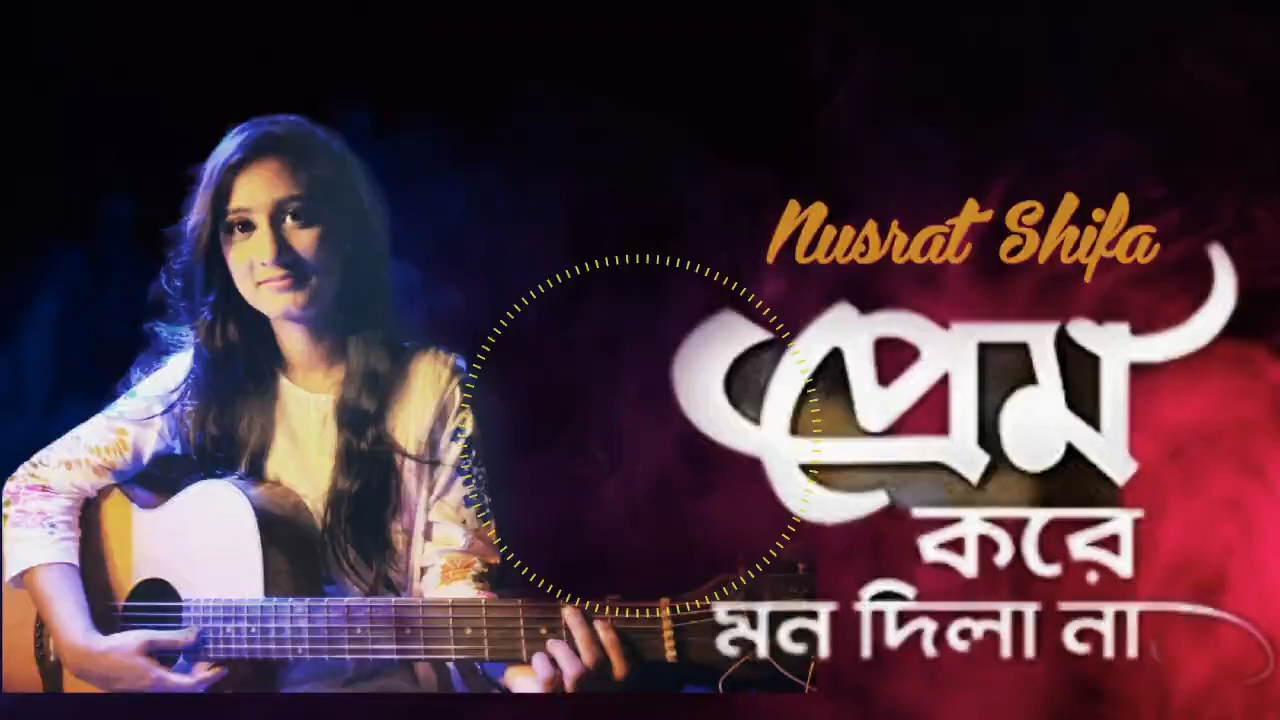 Nusrat Shifa
প্রেম
করে
মন দিলা না